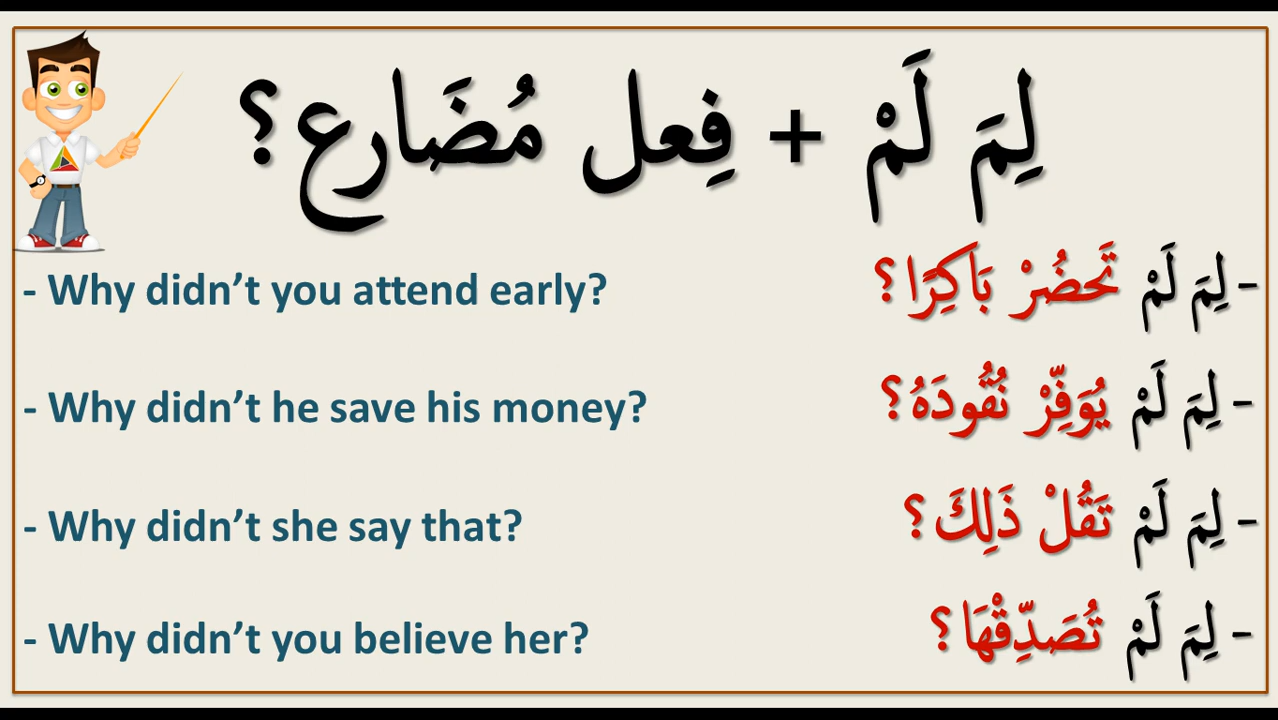 لِمَ لَمْ + فِعل مُضَارع؟
- Why didn't you attend early? - لِمَ لَمْ تَحضُرْ بَاكِرًا؟
- Why didn't he save his money? - لِمَ لَمْ يُوَفِّرْ نُقُودَهُ؟
- Why didn't she say that? - لِمَ لَمْ تَقُلْ ذَلِكَ؟
- Why didn't you believe her? - لِمَ لَمْ تُصَدِّقْهَا؟